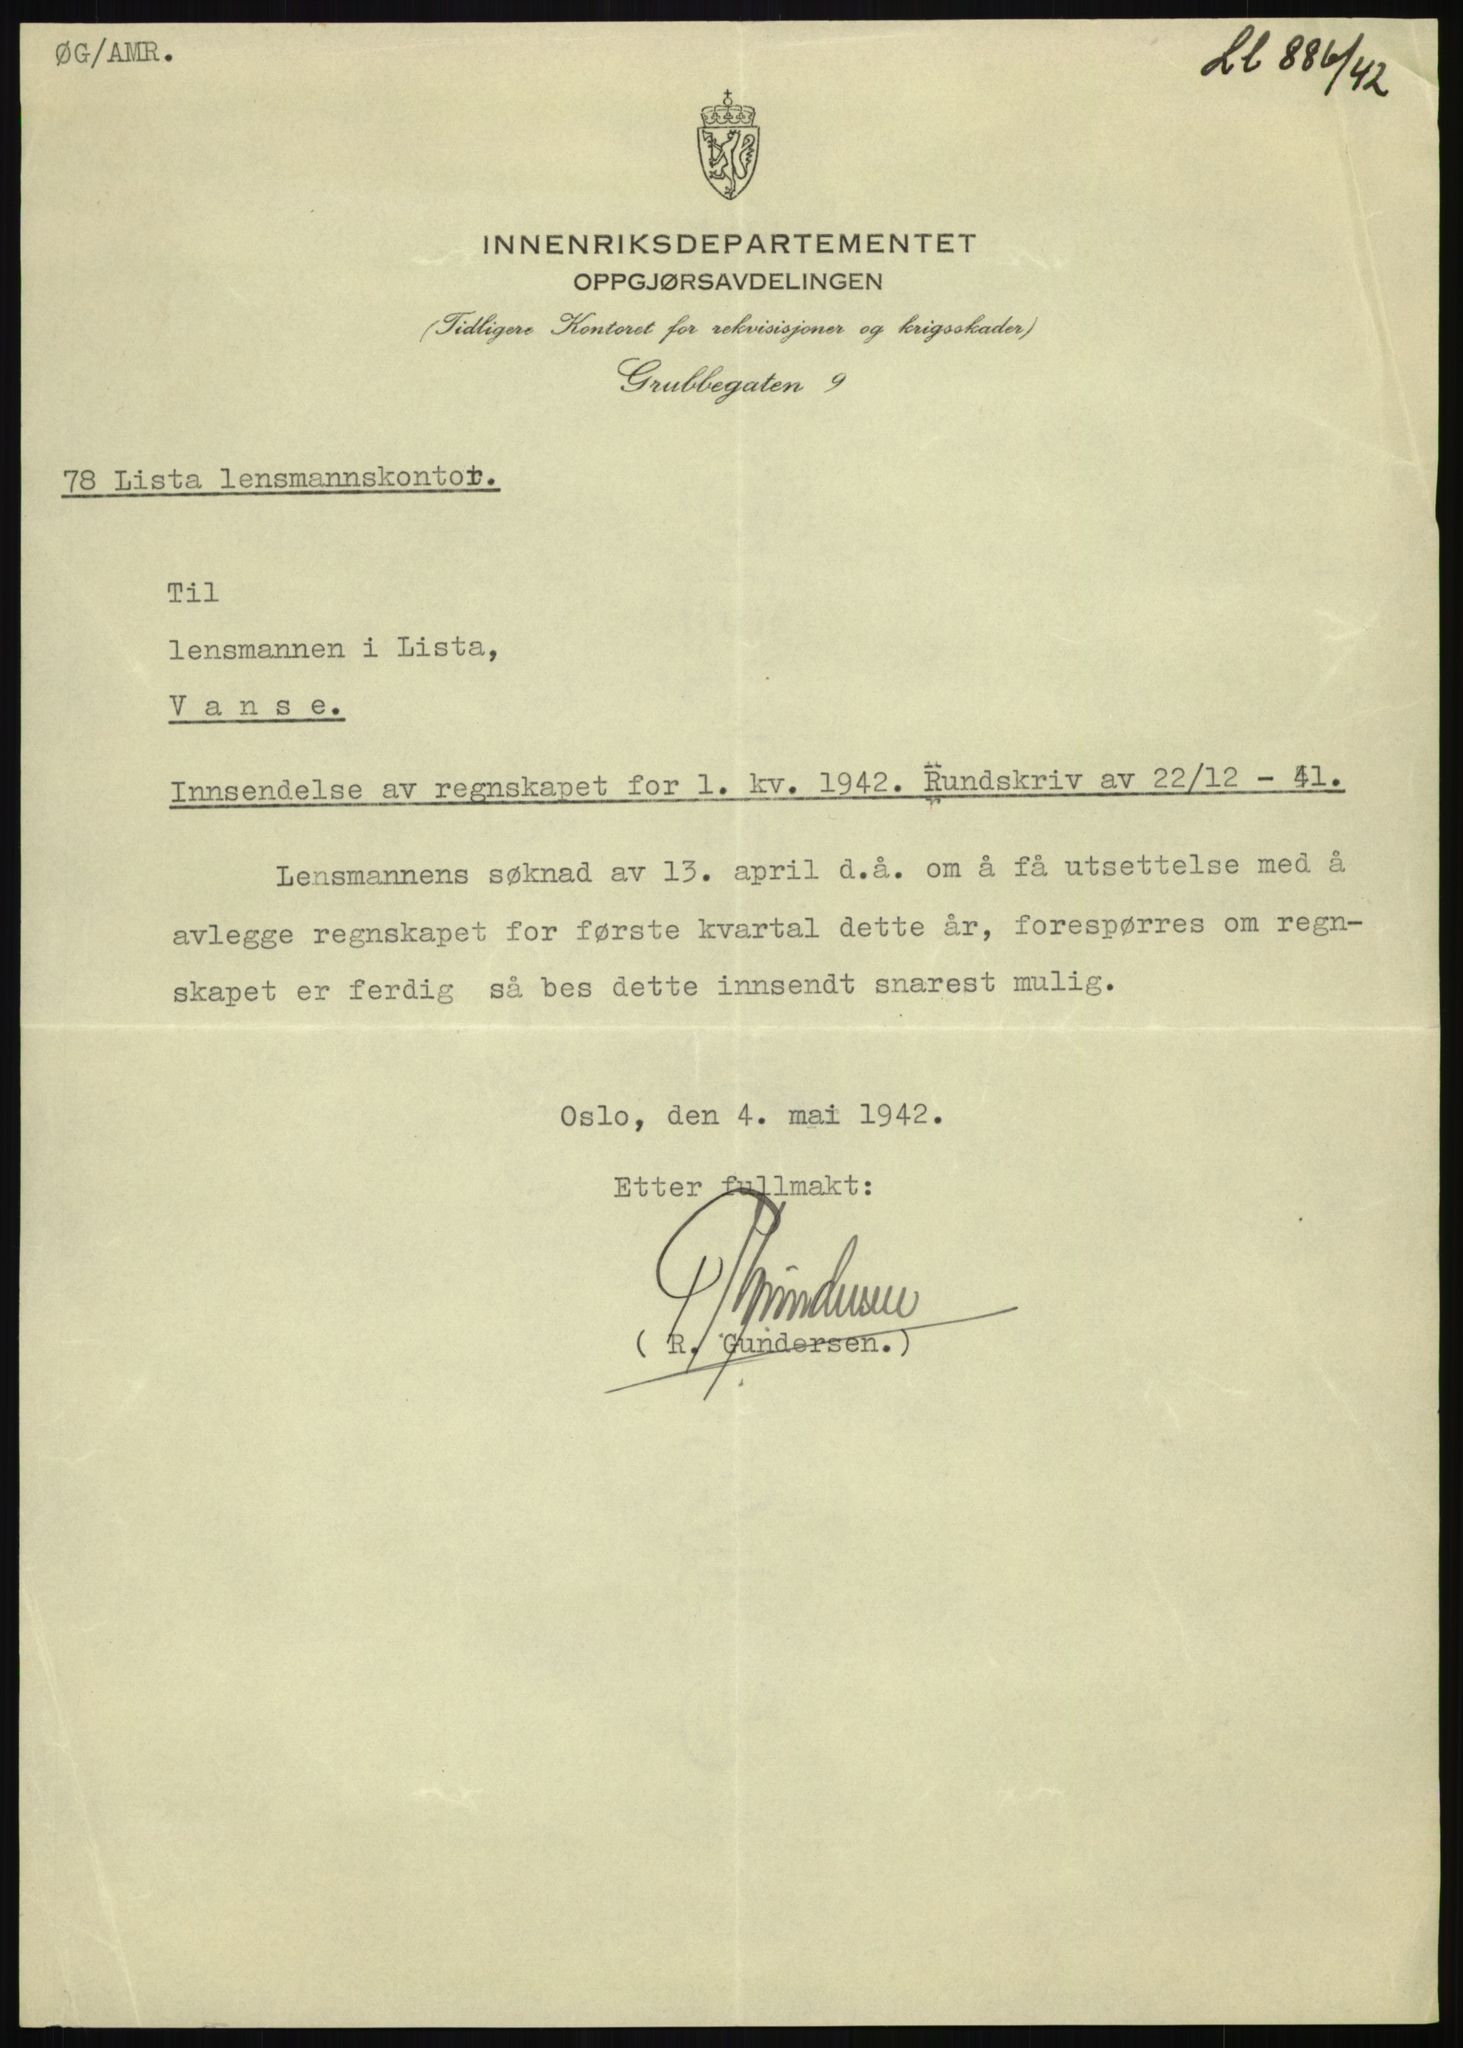 ØG/AMR.
Ll 886/42
INNENRIKSDEPARTEMENTET
OPPGJØRSAVDELINGEN
(Tidligere Kontoret for rekvisisjoner og krigsskader)
Grubbegaten 9
78 Lista lensmannskontor.
Til
lensmannen i Lista,
V a n s e.
Innsendelse av regnskapet for 1. kv. 1942. Rundskriv av 22/12 - 41.
Lensmannens søknad av 13. april d.å. om å få utsettelse med å
avlegge regnskapet for første kvartal dette år, forespørres om regn-
skapet er ferdig så bes dette innsendt snarest mulig.
Oslo, den 4. mai 1942.
Etter fullmakt:
R Gundersen
( R. Gundersen.)